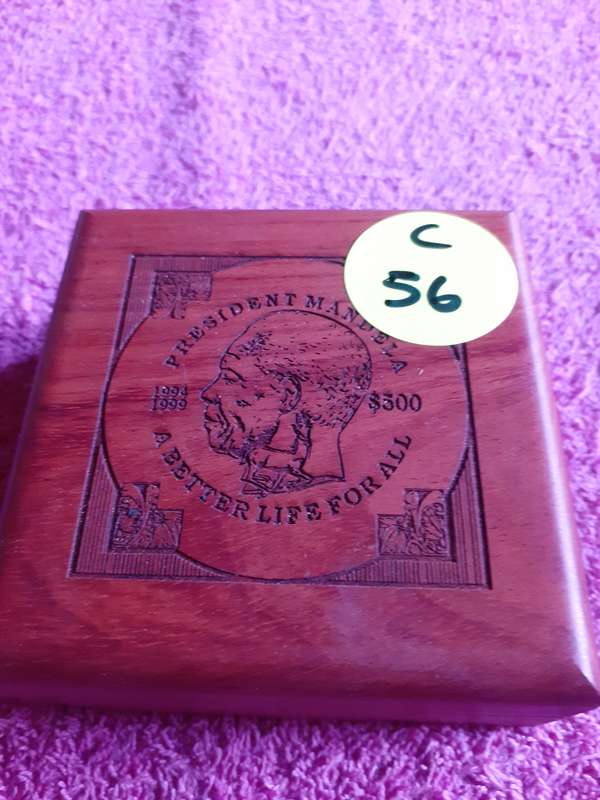 C
56
PRESIDENT MANDELA
1994
1999
$500
A BETTER LIFE FOR ALL